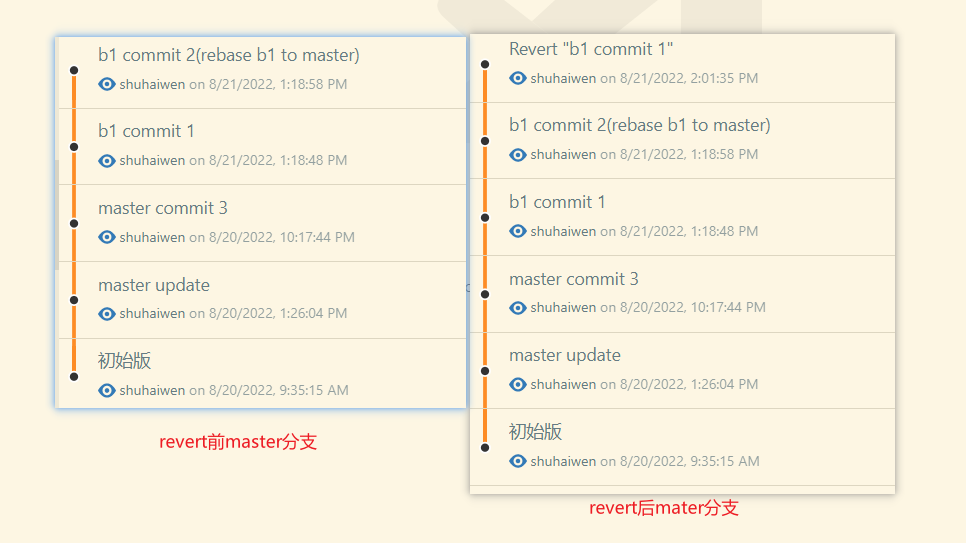 b1 commit 2(rebase b1 to master)
shuhaiwen on 8/21/2022, 1:18:58 PM
b1 commit 1
shuhaiwen on 8/21/2022, 1:18:48 PM
master commit 3
shuhaiwen on 8/20/2022, 10:17:44 PM
master update
shuhaiwen on 8/20/2022, 1:26:04 PM
初始版
shuhaiwen on 8/20/2022, 9:35:15 AM
revert前master分支
Revert "b1 commit 1"
shuhaiwen on 8/21/2022, 2:01:35 PM
b1 commit 2(rebase b1 to master)
shuhaiwen on 8/21/2022, 1:18:58 PM
b1 commit 1
shuhaiwen on 8/21/2022, 1:18:48 PM
master commit 3
shuhaiwen on 8/20/2022, 10:17:44 PM
master update
shuhaiwen on 8/20/2022, 1:26:04 PM
初始版
shuhaiwen on 8/20/2022, 9:35:15 AM
revert后mater分支